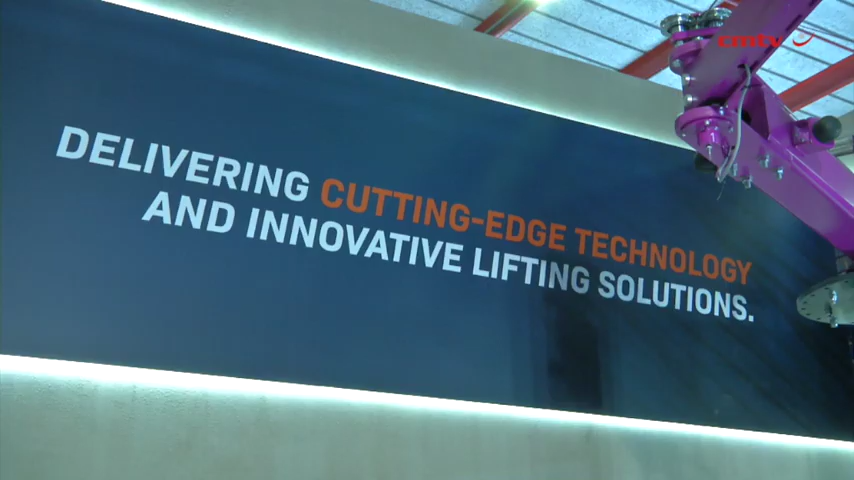 cmtv
DELIVERING CUTTING-EDGE TECHNOLOGY
AND INNOVATIVE LIFTING SOLUTIONS.